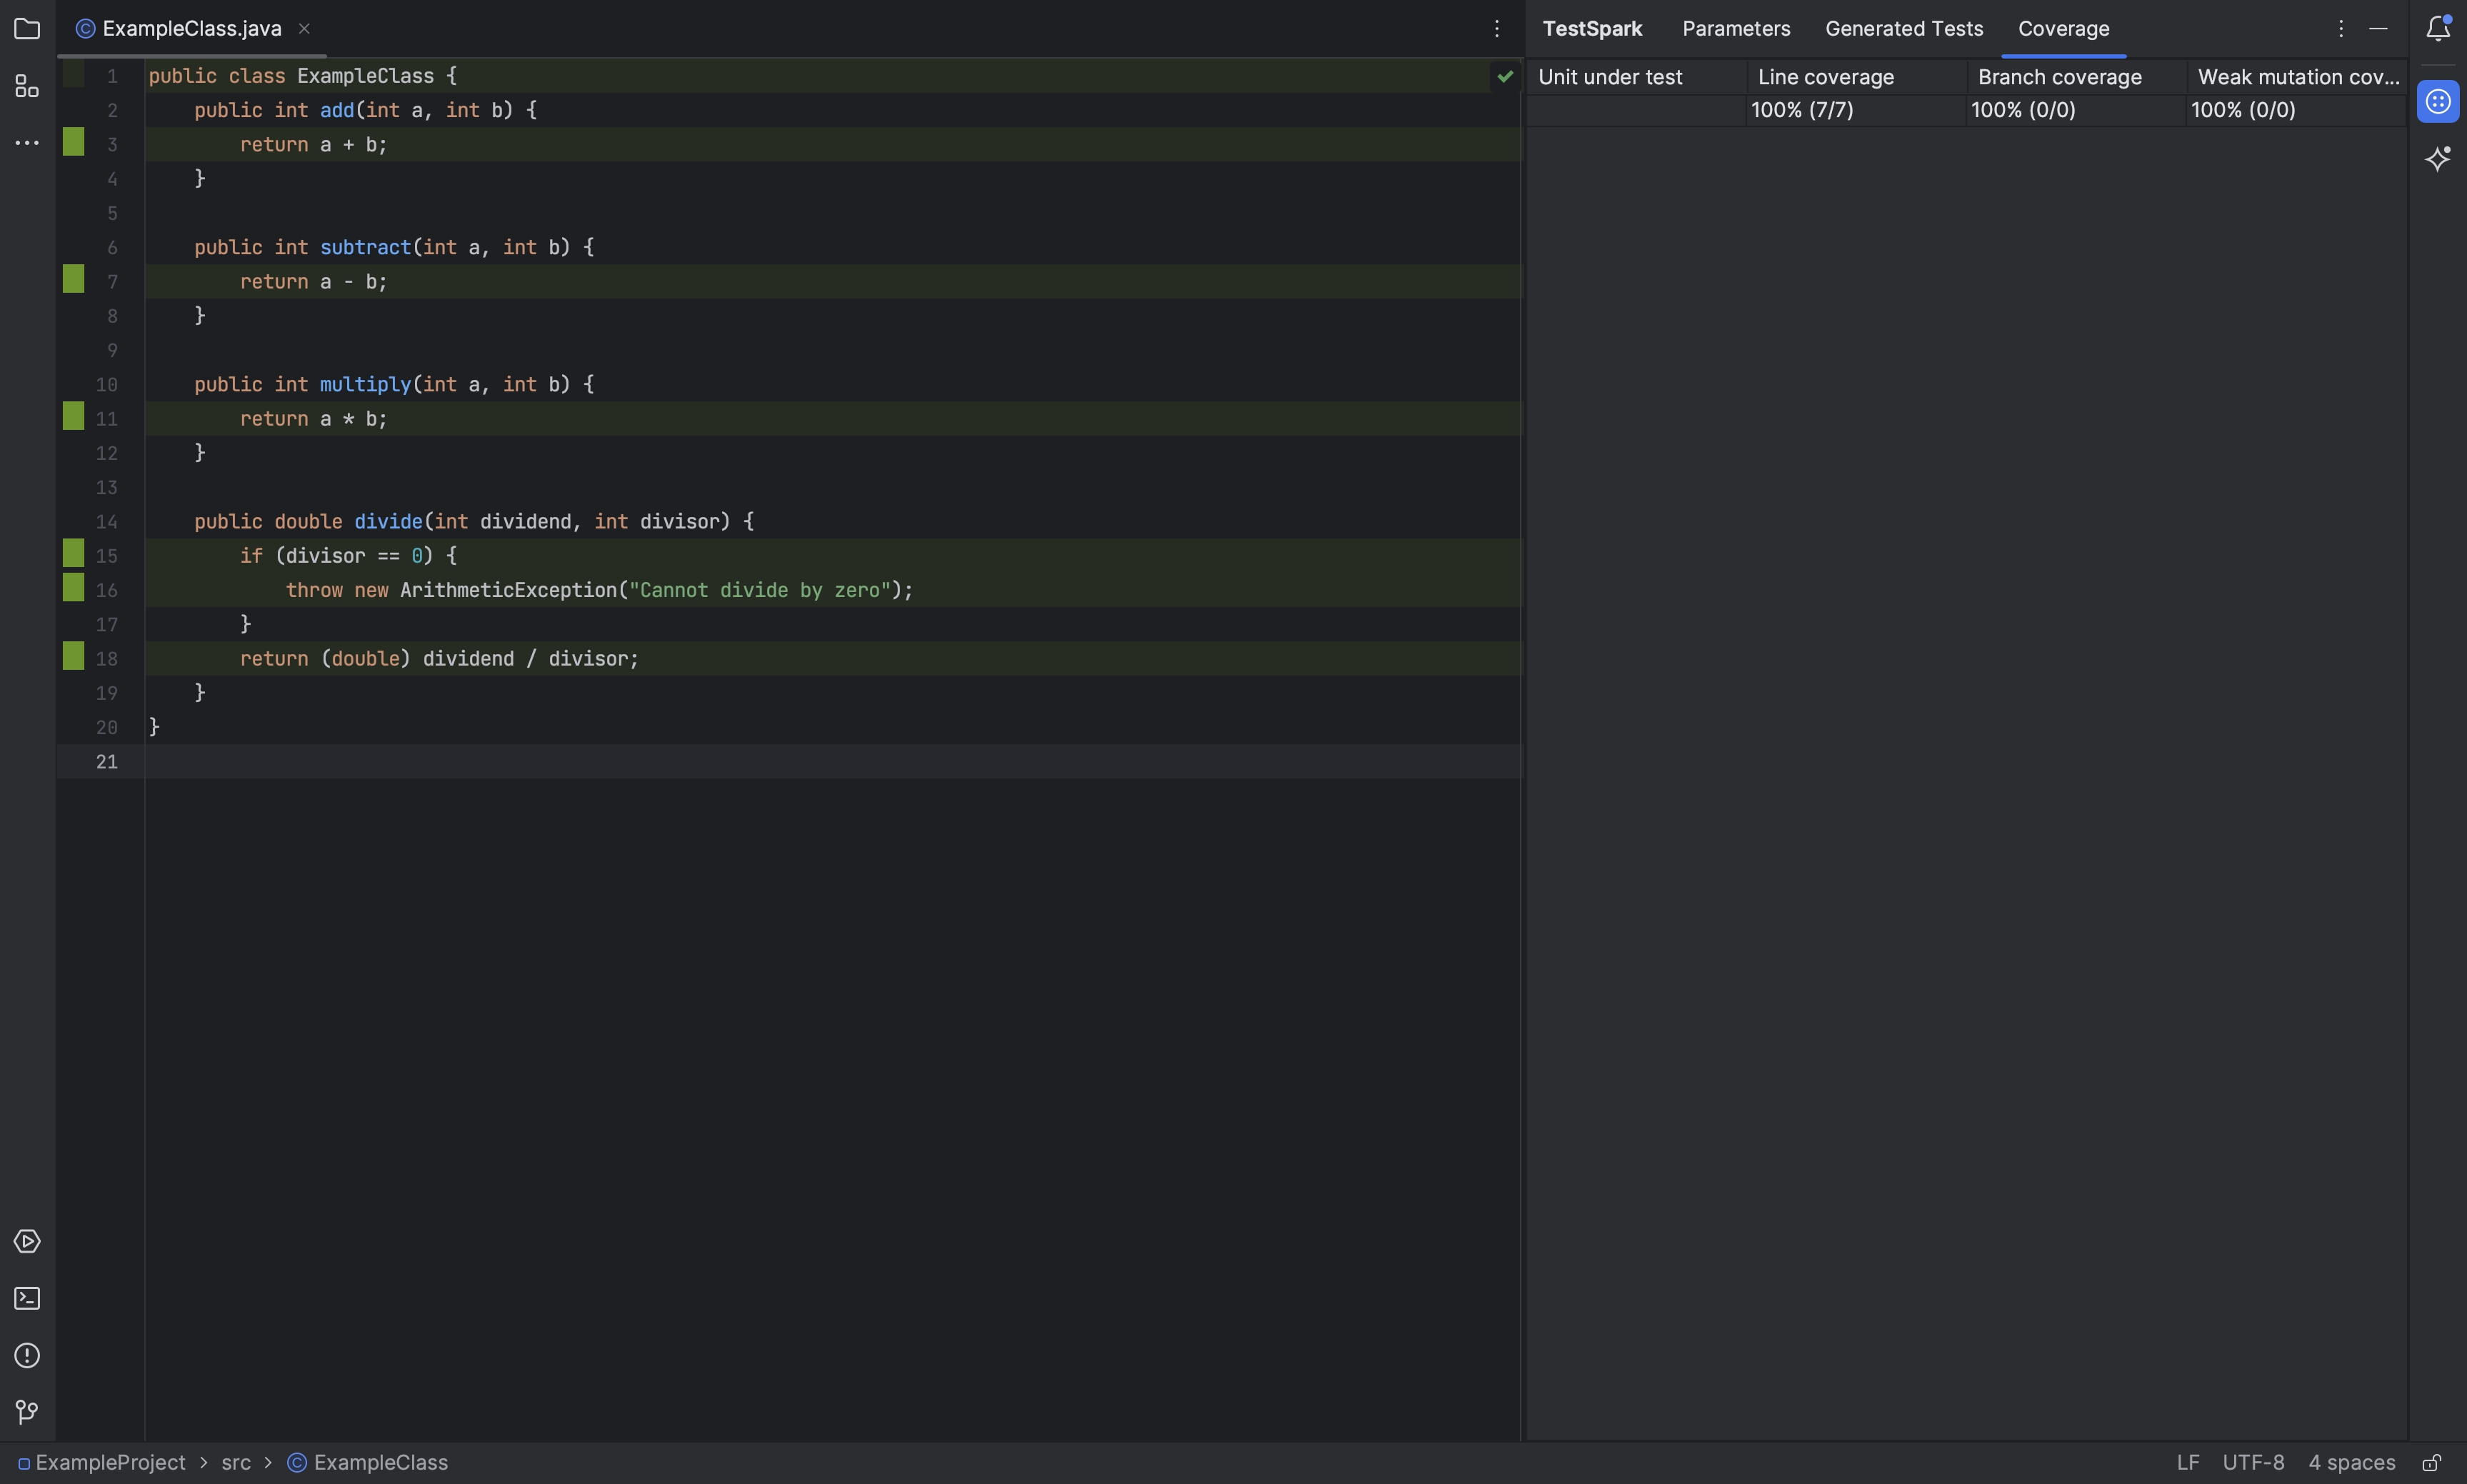 ExampleClass.java
1 public class ExampleClass {
2     public int add(int a, int b) {
3         return a + b;
4     }
5
6     public int subtract(int a, int b) {
7         return a - b;
8     }
9
10     public int multiply(int a, int b) {
11         return a * b;
12     }
13
14     public double divide(int dividend, int divisor) {
15         if (divisor == 0) {
16             throw new ArithmeticException("Cannot divide by zero");
17         }
18         return (double) dividend / divisor;
19     }
20 }
21
TestSpark Parameters Generated Tests Coverage
Unit under test Line coverage Branch coverage Weak mutation cov...
100% (7/7) 100% (0/0) 100% (0/0)
ExampleProject > src > ExampleClass
LF UTF-8 4 spaces